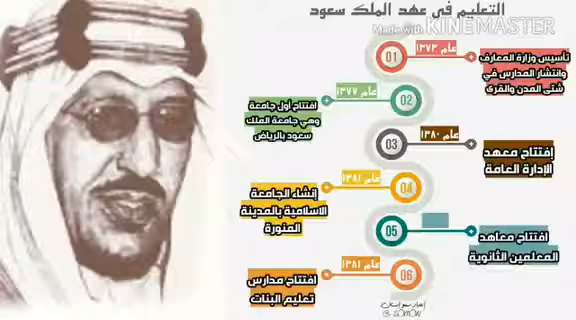 التعليم في عهد الملك سعود
Made with KINEMASTER
01
عام ١٣٧٣
تأسيس وزارة المعارف
وانتشار المدارس في
شتى المدن والقرى
عام ١٣٧٧
02
افتتاح أول جامعة
وهي جامعة الملك
سعود بالرياض
03
عام ١٣٨٠
إفتتاح معهد
الإدارة العامة
عام ١٣٨١
04
إنشاء الجامعة
الاسلامية بالمدينة
المنورة
05
افتتاح معاهد
المعلمين الثانوية
عام ١٣٨١
06
افتتاح مدارس
تعليم البنات